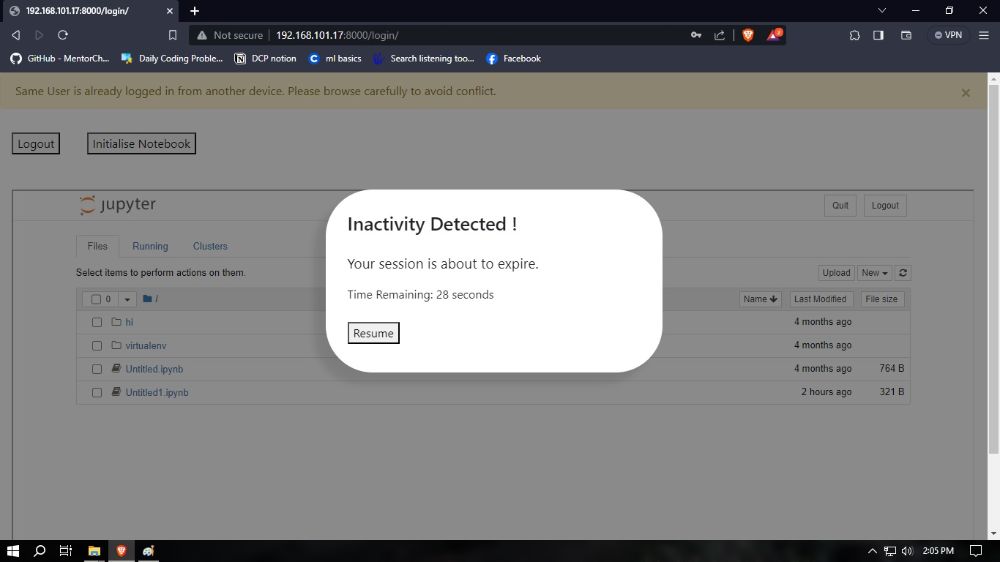 192.168.101.17:8000/login/
Not secure 192.168.101.17:8000/login/ 2 VPN
GitHub - MentorCh... Daily Coding Proble... DCP notion ml basics Search listening too... Facebook
Same User is already logged in from another device. Please browse carefully to avoid conflict.
Logout Initialise Notebook
jupyter Quit Logout
Inactivity Detected !
Your session is about to expire.
Time Remaining: 28 seconds
Resume
Files Running Clusters
Select items to perform actions on them. Upload New
0 / Name Last Modified File size
hi 4 months ago
virtualenv 4 months ago
Untitled.ipynb 4 months ago 764 B
Untitled1.ipynb 2 hours ago 321 B
2:05 PM